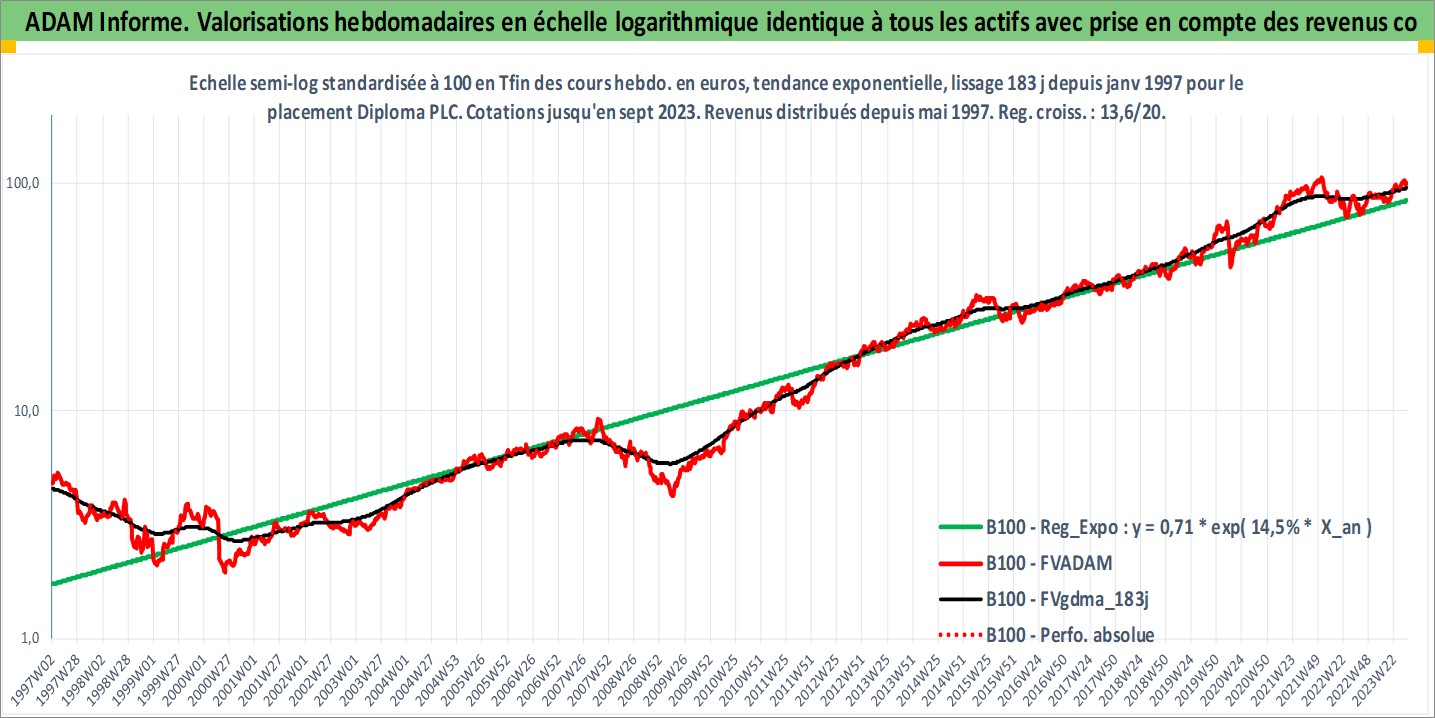 ADAM Informe. Valorisations hebdomadaires en échelle logarithmique identique à tous les actifs avec prise en compte des revenus co
Echelle semi-log standardisée à 100 en Tfin des cours hebdo. en euros, tendance exponentielle, lissage 183 j depuis janv 1997 pour le
placement Diploma PLC. Cotations jusqu'en sept 2023. Revenus distribués depuis mai 1997. Reg. croiss. : 13,6/20.
100,0
10,0
1,0
B100 - Reg_Expo : y = 0,71 * exp( 14,5% * X_an )
B100 - FVADAM
B100 - FVgdma_183j
B100 - Perfo. absolue
1997W02
1997W28
1998W02
1998W28
1999W01
1999W27
2000W01
2000W27
2001W01
2001W27
2002W01
2002W27
2003W01
2003W27
2004W01
2004W27
2004W53
2005W26
2005W52
2006W26
2006W52
2007W26
2007W52
2008W26
2008W52
2009W26
2009W52
2010W25
2010W51
2011W25
2011W51
2012W25
2012W51
2013W25
2013W51
2014W25
2014W51
2015W25
2015W51
2016W24
2016W50
2017W24
2017W50
2018W24
2018W50
2019W24
2019W50
2020W24
2020W50
2021W23
2021W49
2022W22
2022W48
2023W22